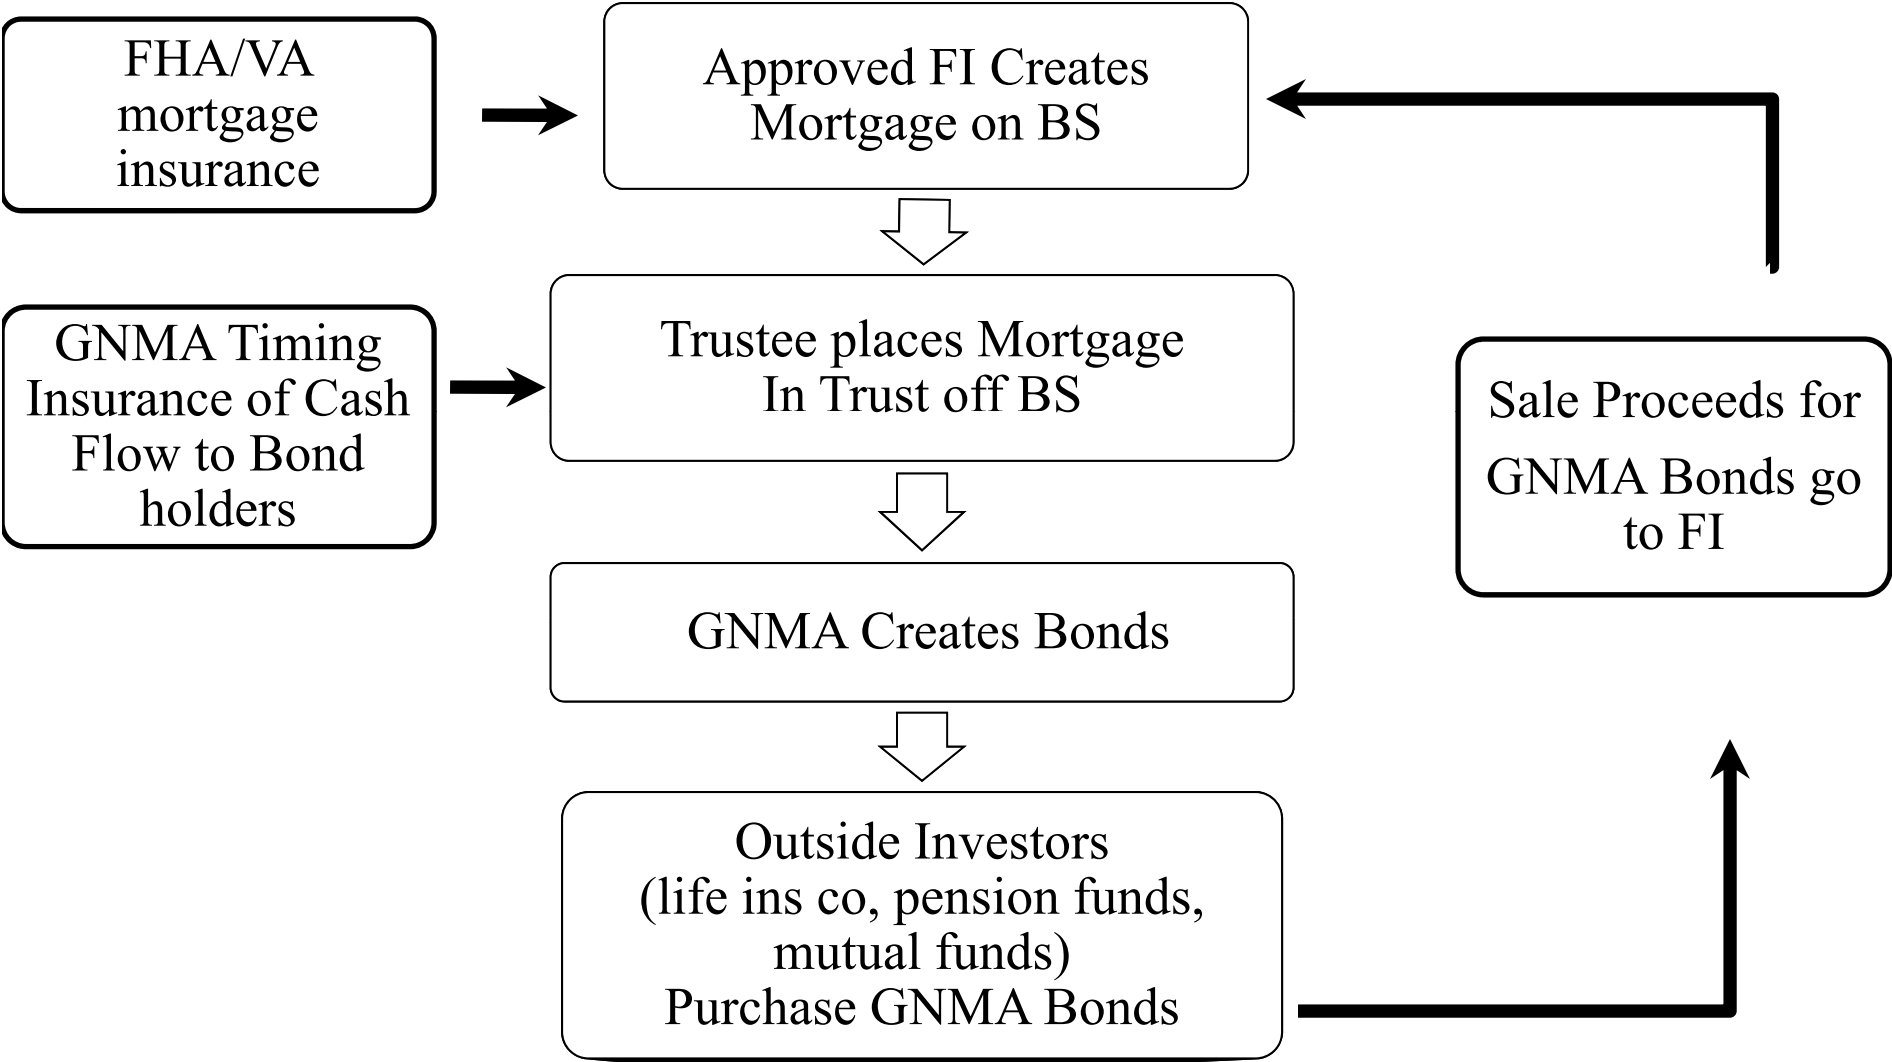 FHA/VA
mortgage
insurance
Approved FI Creates
Mortgage on BS
GNMA Timing
Insurance of Cash
Flow to Bond
holders
Trustee places Mortgage
In Trust off BS
Sale Proceeds for
GNMA Bonds go
to FI
GNMA Creates Bonds
Outside Investors
(life ins co, pension funds,
mutual funds)
Purchase GNMA Bonds